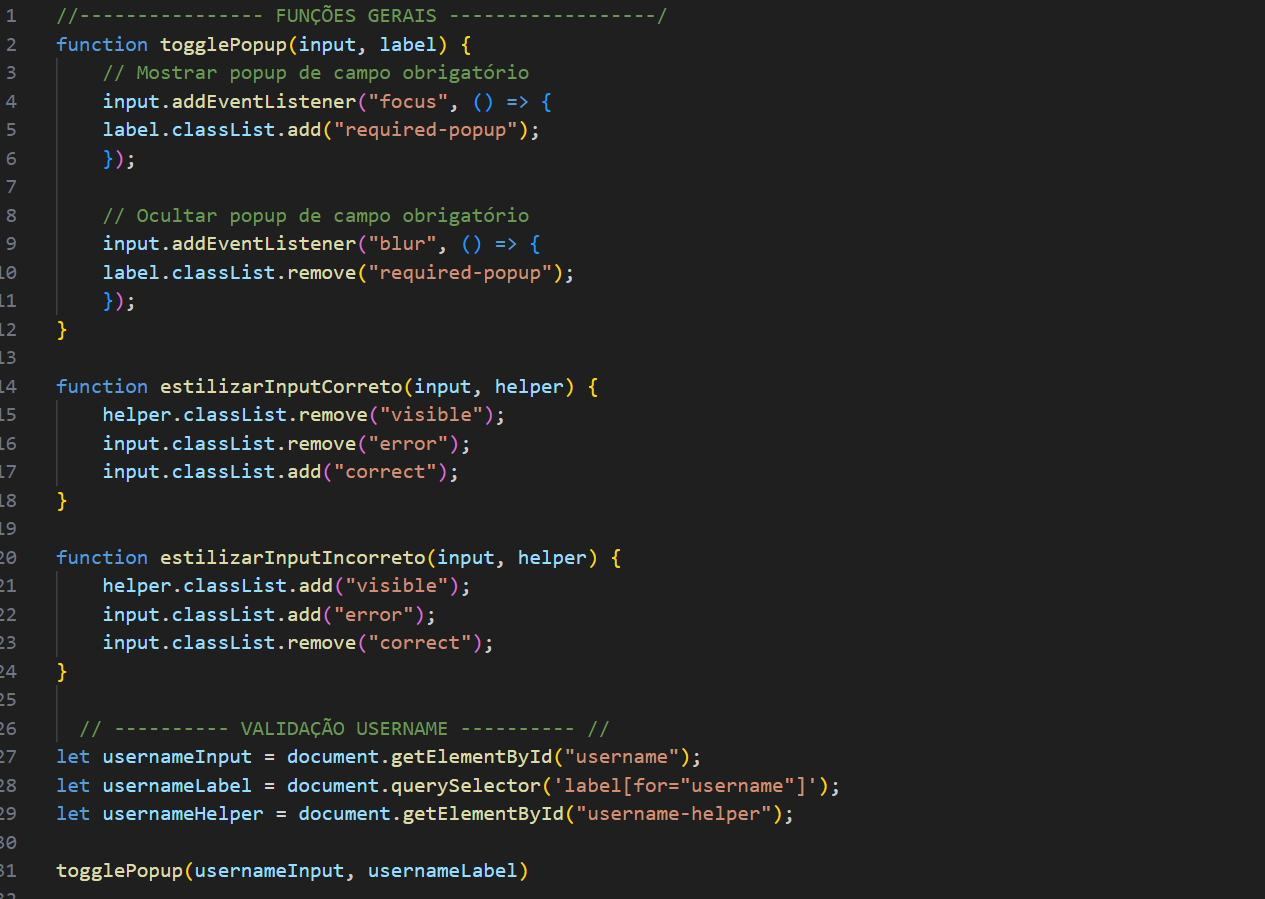 1 //---------------- FUNÇÕES GERAIS ------------------/
2 function togglePopup(input, label) {
3 // Mostrar popup de campo obrigatório
4 input.addEventListener("focus", () => {
5 label.classList.add("required-popup");
6 });
7
8 // Ocultar popup de campo obrigatório
9 input.addEventListener("blur", () => {
10 label.classList.remove("required-popup");
11 });
12 }
13
14 function estilizarInputCorreto(input, helper) {
15 helper.classList.remove("visible");
16 input.classList.remove("error");
17 input.classList.add("correct");
18 }
19
20 function estilizarInputIncorreto(input, helper) {
21 helper.classList.add("visible");
22 input.classList.add("error");
23 input.classList.remove("correct");
24 }
25
26 // ---------- VALIDAÇÃO USERNAME ---------- //
27 let usernameInput = document.getElementById("username");
28 let usernameLabel = document.querySelector('label[for="username"]');
29 let usernameHelper = document.getElementById("username-helper");
30
31 togglePopup(usernameInput, usernameLabel)